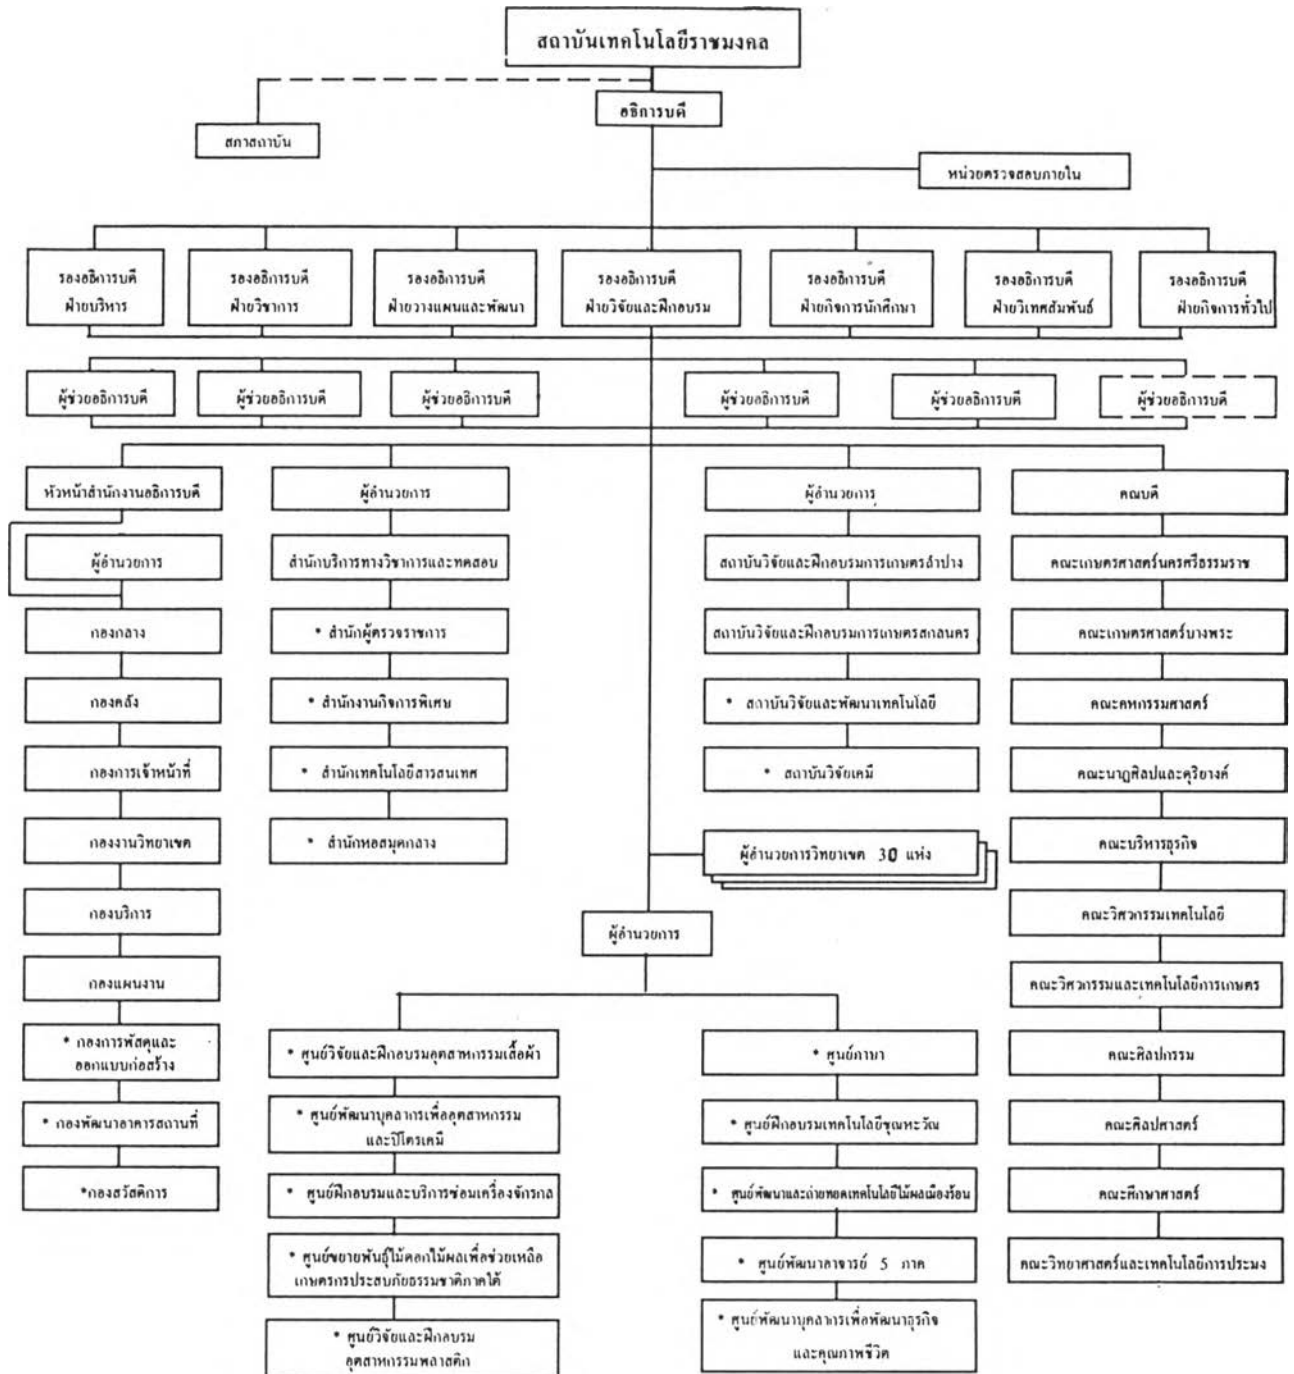 สถาบันเทคโนโลยีราชมงคล
อธิการบดี
สภาสถาบัน
หน่วยตรวจสอบภายใน
รองอธิการบดี
ฝ่ายบริหาร
รองอธิการบดี
ฝ่ายวิชาการ
รองอธิการบดี
ฝ่ายวางแผนและพัฒนา
รองอธิการบดี
ฝ่ายวิจัยและฝึกอบรม
รองอธิการบดี
ฝ่ายกิจการนักศึกษา
รองอธิการบดี
ฝ่ายวิเทศสัมพันธ์
รองอธิการบดี
ฝ่ายกิจการทั่วไป
ผู้ช่วยอธิการบดี
ผู้ช่วยอธิการบดี
ผู้ช่วยอธิการบดี
ผู้ช่วยอธิการบดี
ผู้ช่วยอธิการบดี
ผู้ช่วยอธิการบดี
หัวหน้าสำนักงานอธิการบดี
ผู้อำนวยการ
กองกลาง
กองคลัง
กองการเจ้าหน้าที่
กองงานวิทยาเขต
กองบริการ
กองแผนงาน
* กองการพัสดุและ
ออกแบบก่อสร้าง
* กองพัฒนาอาคารสถานที่
*กองสวัสดิการ
ผู้อำนวยการ
สำนักบริการทางวิชาการและทดสอบ
* สำนักผู้ตรวจราชการ
* สำนักงานกิจการพิเศษ
* สำนักเทคโนโลยีสารสนเทศ
* สำนักหอสมุดกลาง
ผู้อำนวยการ
สถาบันวิจัยและฝึกอบรมการเกษตรลำปาง
สถาบันวิจัยและฝึกอบรมการเกษตรสกลนคร
* สถาบันวิจัยและพัฒนาเทคโนโลยี
* สถาบันวิจัยเคมี
ผู้อำนวยการวิทยาเขต 30 แห่ง
คณบดี
คณะเกษตรศาสตร์นครศรีธรรมราช
คณะเกษตรศาสตร์บางพระ
คณะคหกรรมศาสตร์
คณะนาฏศิลปและดุริยางค์
คณะบริหารธุรกิจ
คณะวิศวกรรมเทคโนโลยี
คณะวิศวกรรมและเทคโนโลยีการเกษตร
คณะศิลปกรรม
คณะศิลปศาสตร์
คณะศึกษาศาสตร์
คณะวิทยาศาสตร์และเทคโนโลยีการประมง
ผู้อำนวยการ
* ศูนย์วิจัยและฝึกอบรมอุตสาหกรรมเสื้อผ้า
* ศูนย์พัฒนาบุคลากรเพื่ออุตสาหกรรม
และปิโตรเคมี
* ศูนย์ฝึกอบรมและบริการซ่อมเครื่องจักรกล
* ศูนย์ขยายพันธุ์ไม้ดอกไม้ผลเพื่อช่วยเหลือ
เกษตรกรประสบภัยธรรมชาติภาคใต้
* ศูนย์วิจัยและฝึกอบรม
อุตสาหกรรมพลาสติก
* ศูนย์ภาษา
* ศูนย์ฝึกอบรมเทคโนโลยีชุณหะวัณ
* ศูนย์พัฒนาและถ่ายทอดเทคโนโลยีไม้ผลเมืองร้อน
* ศูนย์พัฒนาอาจารย์ 5 ภาค
* ศูนย์พัฒนาบุคลากรเพื่อพัฒนาธุรกิจ
และคุณภาพชีวิต